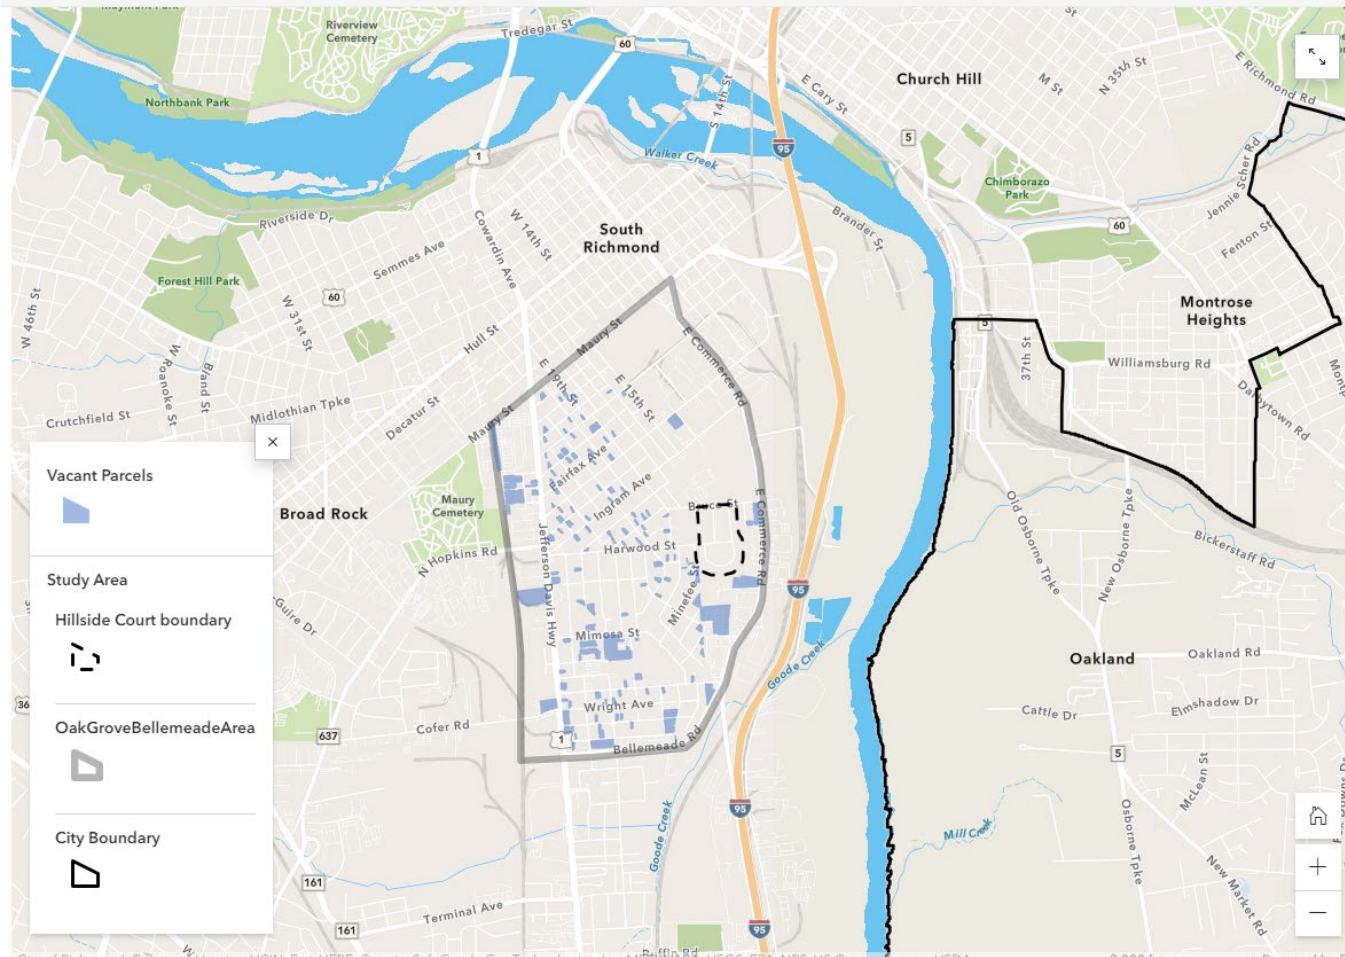 Riverview
Cemetery
Tredegar St
60
Northbank Park
S 14th St
E Cary St
Church Hill
M St
N 35th St
E Richmond Rd
5
1
95
Walker Creek
Chimborazo
Park
Jennie Scher Rd
Riverside Dr
W 14th St
Cowardin Ave
South
Richmond
Brander St
60
Fenton St
Semmes Ave
Forest Hill Park
60
W 31st St
W 46th St
Hull St
Maury St
E Commerce Rd
Montrose
Heights
5
37th St
Williamsburg Rd
W Roanoke St
Bland St
E 19th St
E 15th St
Darbytown Rd
Crutchfield St
Midlothian Tpke
Decatur St
Maury St
Vacant Parcels
Fairfax Ave
Ingram Ave
Maury
Cemetery
Broad Rock
Bruce St
E Commerce Rd
Old Osborne Tpke
New Osborne Tpke
Bickerstaff Rd
N Hopkins Rd
Jefferson Davis Hwy
Harwood St
Minefee St
95
Study Area
Hillside Court boundary
Mimosa St
Goode Creek
Oakland
Oakland Rd
OakGroveBellemeadeArea
Wright Ave
Cofer Rd
637
1
Bellemeade Rd
Cattle Dr
Elmshadow Dr
5
McLean St
City Boundary
95
Goode Creek
Mill Creek
Osborne Tpke
New Market Rd
161
Terminal Ave
161
95
Ruffin Rd